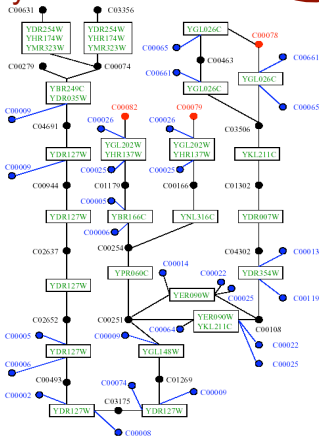 C00631 C03356
YDR254W YDR254W YGL026C C00078
YHR174W YHR174W C00065
YMR323W YMR323W C00463 C00661
C00279 C00074 C00661 YGL026C
YHR249C YGL026C C00065
YDR035W
C00009 C00082 C00079
C00026 C00026 C03506
C04691
YDR127W YGL202W YGL202W YKL211C
YHR137W YHR137W
C00009 C00025 C00025
C00944 C01179 C00166 C01302
C00005
YDR127W YBR166C YNL316C YDR007W
C00006
C02637 C00254 C04302 C00013
YPR060C C00014 YDR354W
C00022
YDR127W YER090W C00025 C00119
C02652 C00251 YER090W C00108
YKL211C
C00005 C00009 C00064 C00022
YDR127W YGL148W
C00006 C00025
C00493 C00074 C01269
C00002 C00009
YDR127W C03175 YDR127W
C00008